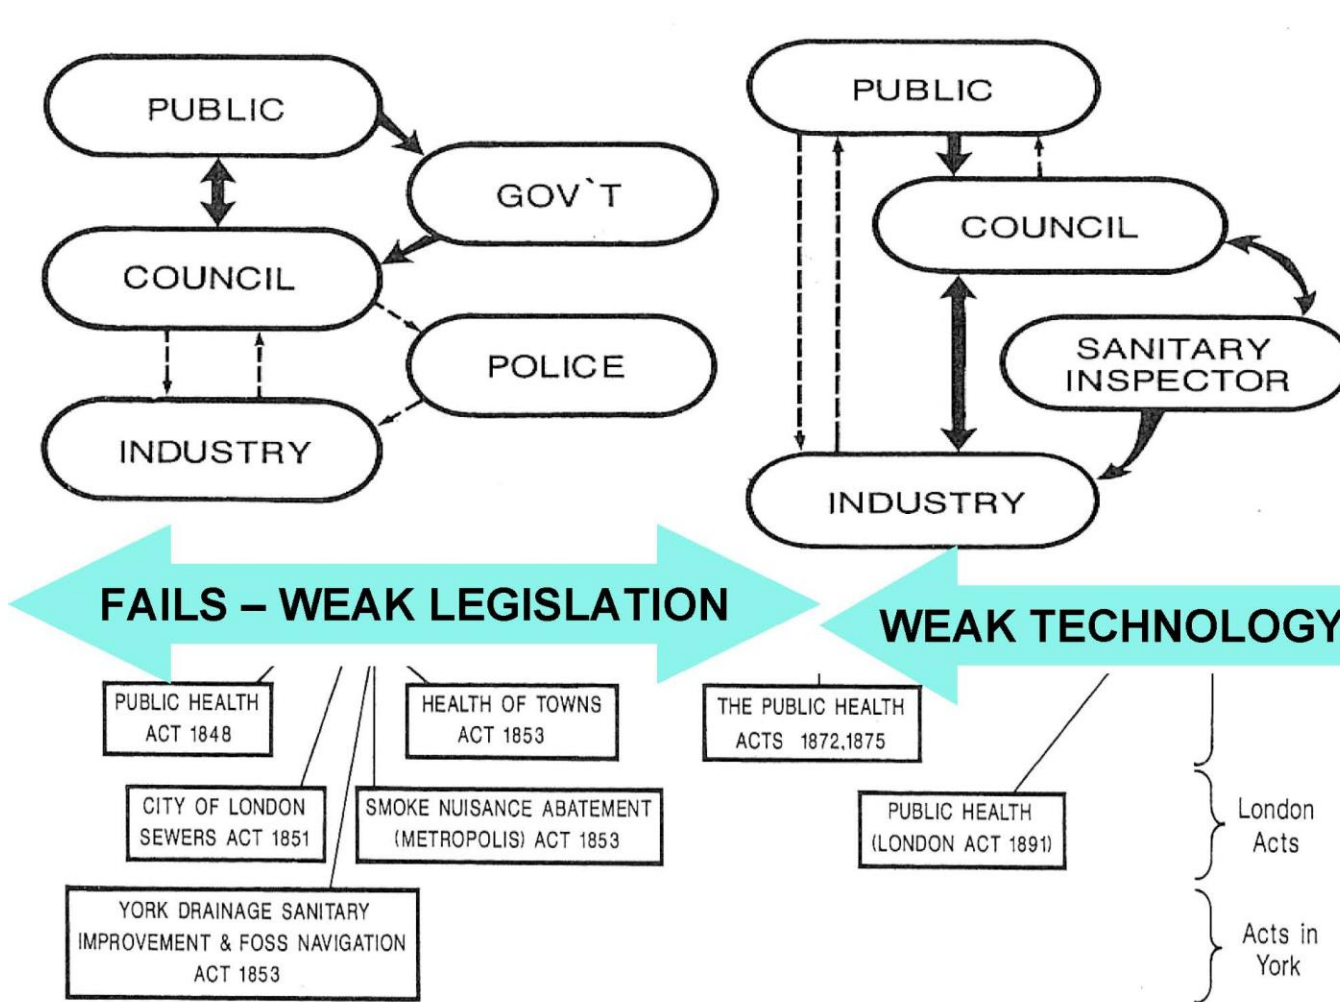 PUBLIC
GOV`T
COUNCIL
POLICE
INDUSTRY
PUBLIC
COUNCIL
SANITARY
INSPECTOR
INDUSTRY
FAILS – WEAK LEGISLATION
WEAK TECHNOLOGY
PUBLIC HEALTH
ACT 1848
HEALTH OF TOWNS
ACT 1853
CITY OF LONDON
SEWERS ACT 1851
SMOKE NUISANCE ABATEMENT
(METROPOLIS) ACT 1853
YORK DRAINAGE SANITARY
IMPROVEMENT & FOSS NAVIGATION
ACT 1853
THE PUBLIC HEALTH
ACTS 1872,1875
PUBLIC HEALTH
(LONDON ACT 1891)
London
Acts
Acts in
York